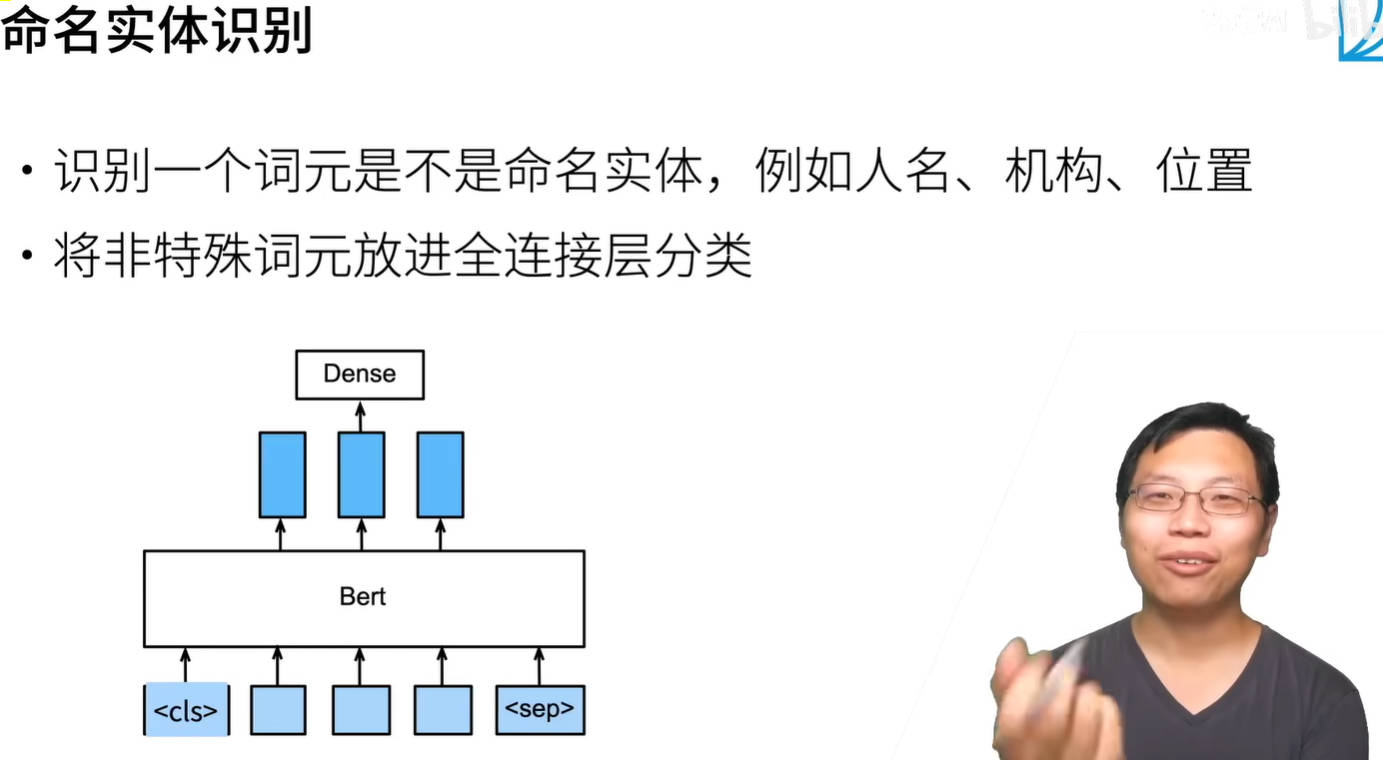 命名实体识别
• 识别一个词元是不是命名实体，例如人名、机构、位置
• 将非特殊词元放进全连接层分类
Dense
Bert
<cls>
<sep>